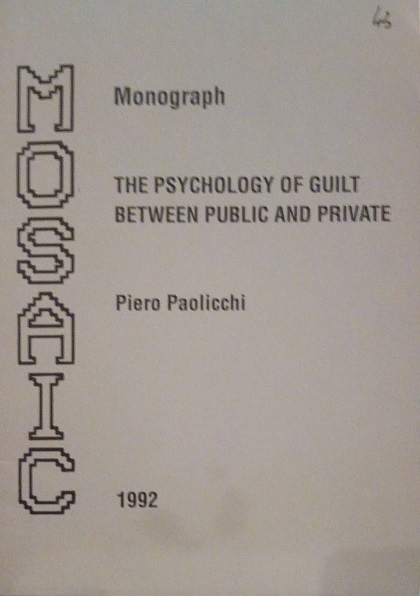 Monograph
THE PSYCHOLOGY OF GUILT
BETWEEN PUBLIC AND PRIVATE
Piero Paolicchi
1992
MOSAIC